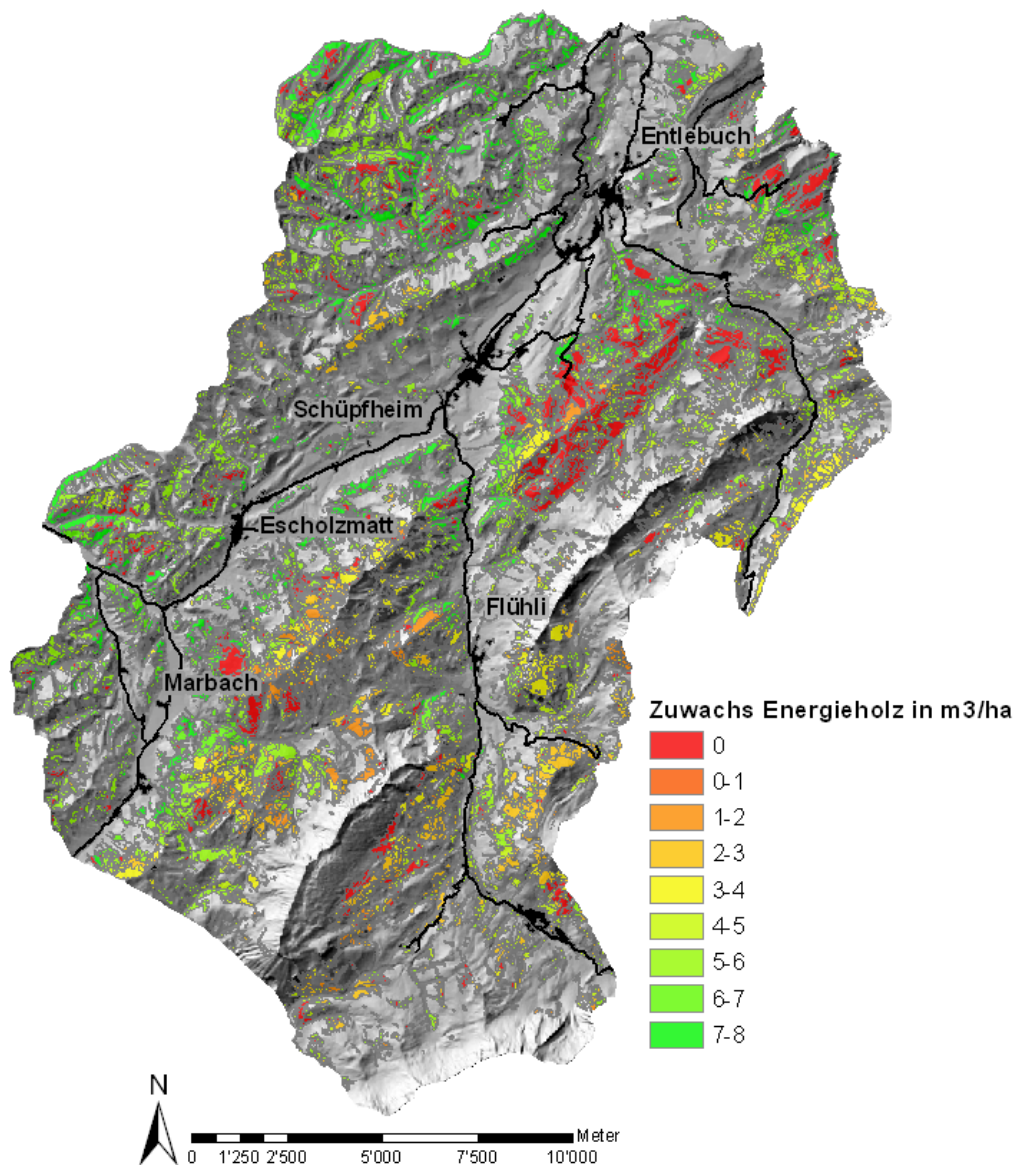 Entlebuch
Schüpfheim
Escholzmatt
Flühli
Marbach
Zuwachs Energieholz in m3/ha
0
0-1
1-2
2-3
3-4
4-5
5-6
6-7
7-8
N
Meter
0 1'250 2'500 5'000 7'500 10'000